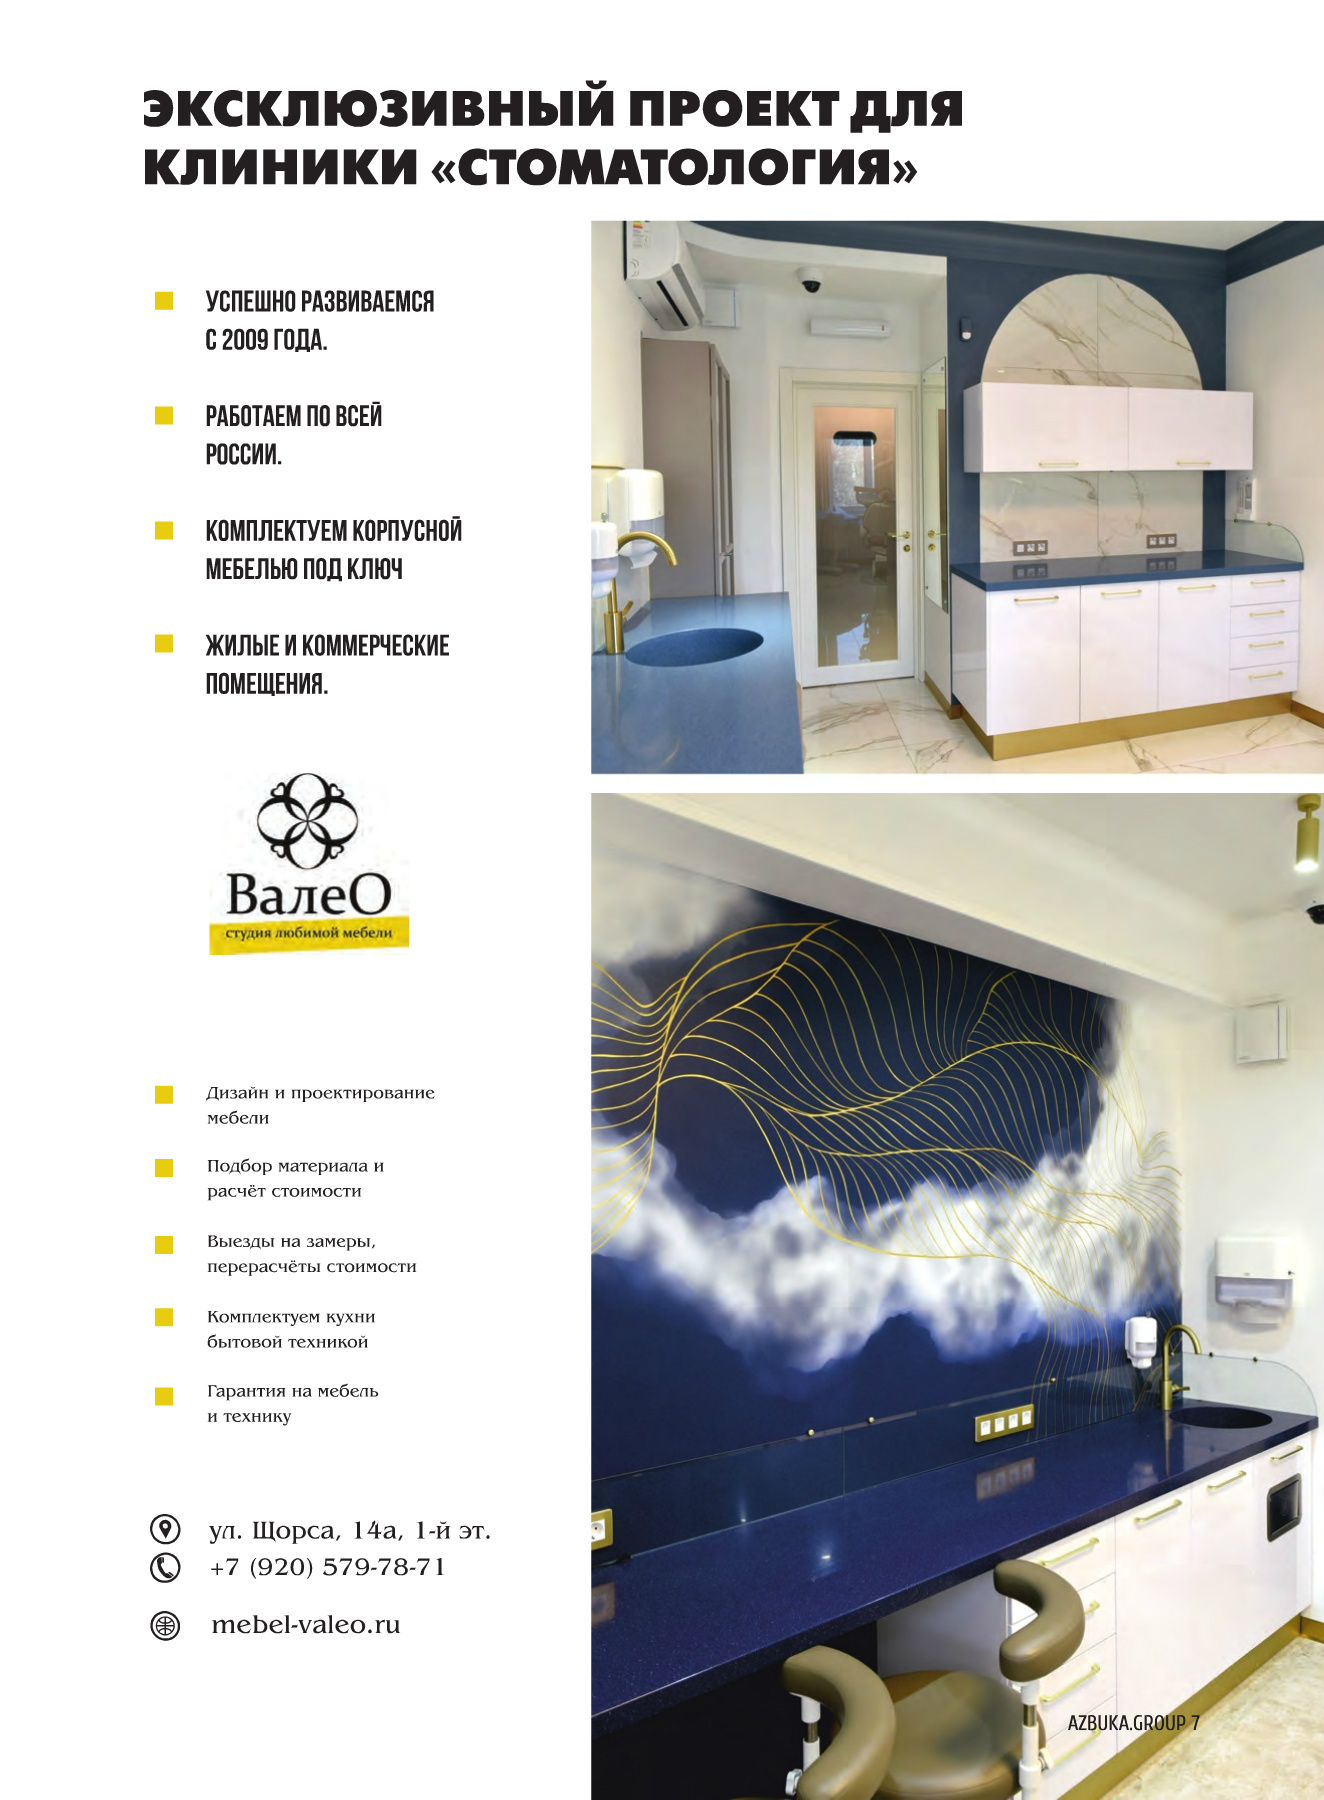 ЭКСКЛЮЗИВНЫЙ ПРОЕКТ ДЛЯ
КЛИНИКИ «СТОМАТОЛОГИЯ»
УСПЕШНО РАЗВИВАЕМСЯ
С 2009 ГОДА.
РАБОТАЕМ ПО ВСЕЙ
РОССИИ.
КОМПЛЕКТУЕМ КОРПУСНОЙ
МЕБЕЛЬЮ ПОД КЛЮЧ
ЖИЛЫЕ И КОММЕРЧЕСКИЕ
ПОМЕЩЕНИЯ.
ВалеО
студия любимой мебели
Дизайн и проектирование
мебели
Подбор материала и
расчёт стоимости
Выезды на замеры,
перерасчёты стоимости
Комплектуем кухни
бытовой техникой
Гарантия на мебель
и технику
ул. Щорса, 14а, 1-й эт.
+7 (920) 579-78-71
mebel-valeo.ru
AZBUKA.GROUP 7